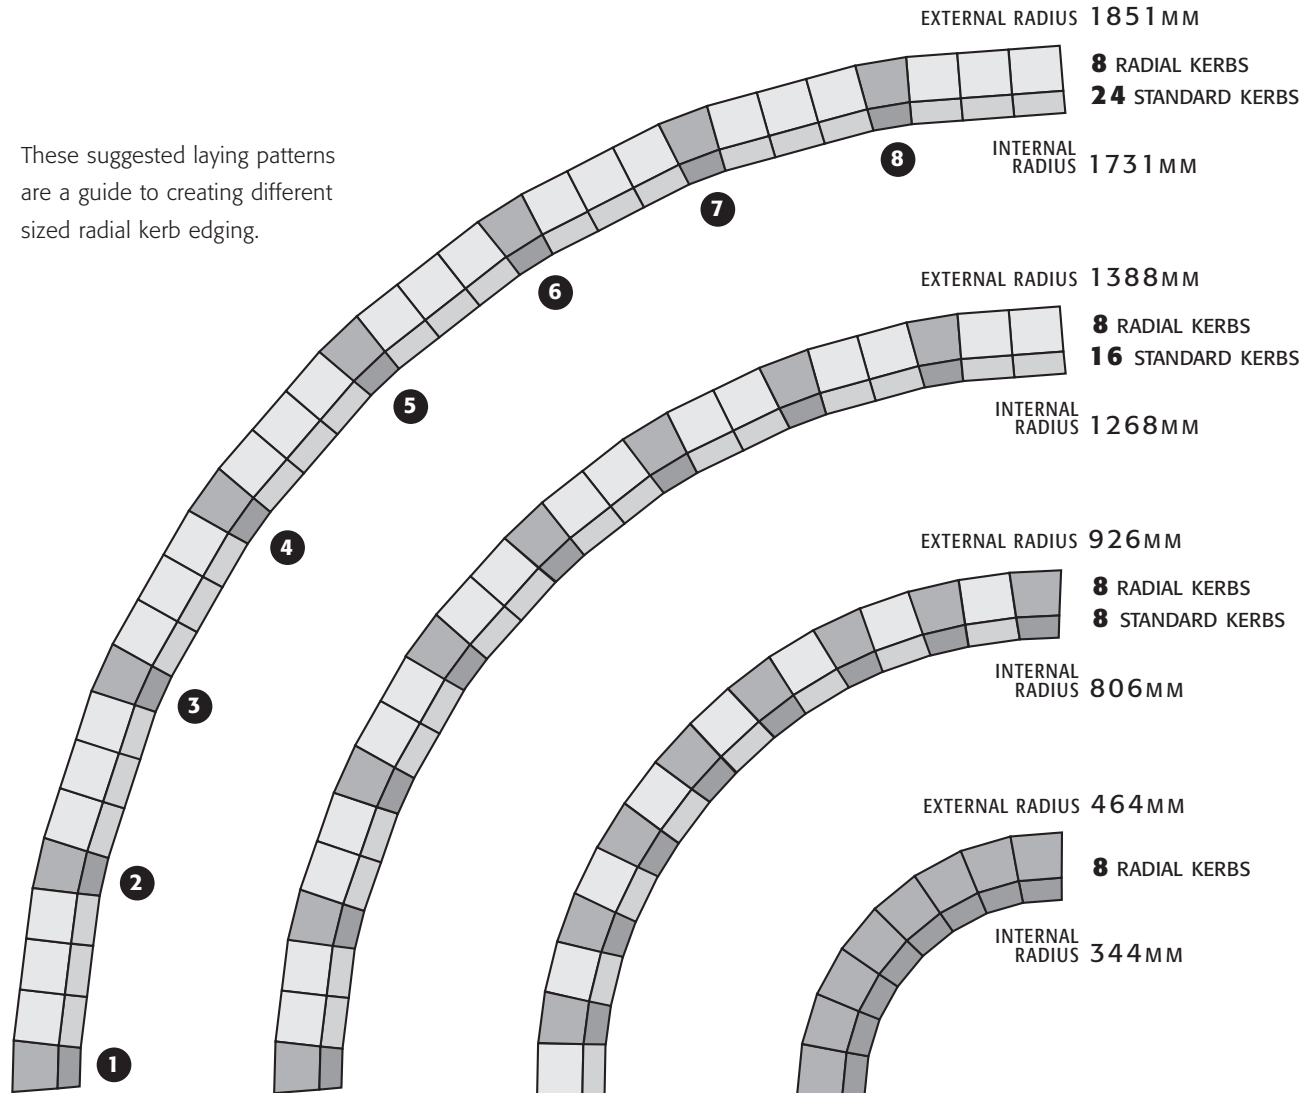 EXTERNAL RADIUS 1851MM
8 RADIAL KERBS
24 STANDARD KERBS
INTERNAL
RADIUS 1731MM
These suggested laying patterns
are a guide to creating different
sized radial kerb edging.
8
7
6
5
4
3
2
1
EXTERNAL RADIUS 1388MM
8 RADIAL KERBS
16 STANDARD KERBS
INTERNAL
RADIUS 1268MM
EXTERNAL RADIUS 926MM
8 RADIAL KERBS
8 STANDARD KERBS
INTERNAL
RADIUS 806MM
EXTERNAL RADIUS 464MM
8 RADIAL KERBS
INTERNAL
RADIUS 344MM